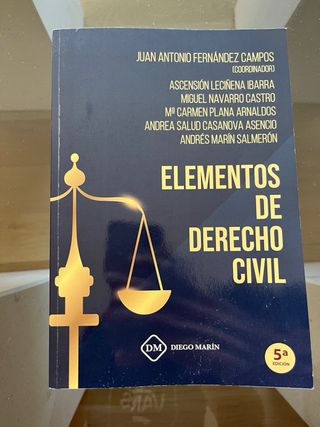 JUAN ANTONIO FERNÁNDEZ CAMPOS
(COORDINADOR)
ASCENSIÓN LECIÑENA IBARRA
MIGUEL NAVARRO CASTRO
Mª CARMEN PLANA ARNALDOS
ANDREA SALUD CASANOVA ASENCIO
ANDRÉS MARÍN SALMERÓN
ELEMENTOS
DE
DERECHO
CIVIL
DM
DIEGO MARÍN
5ª
EDICIÓN